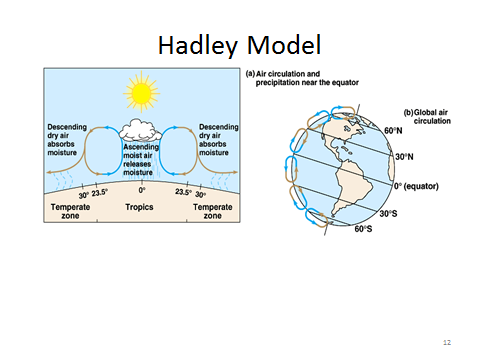 Hadley Model
(a) Air circulation and
precipitation near the equator
Descending
dry air
absorbs
moisture
Ascending
moist air
releases
moisture
Descending
dry air
absorbs
moisture
30° 23.5° 0° 23.5° 30°
Temperate
zone
Tropics
Temperate
zone
(b) Global air
circulation
60°N
30°N
0° (equator)
30°S
60°S
12